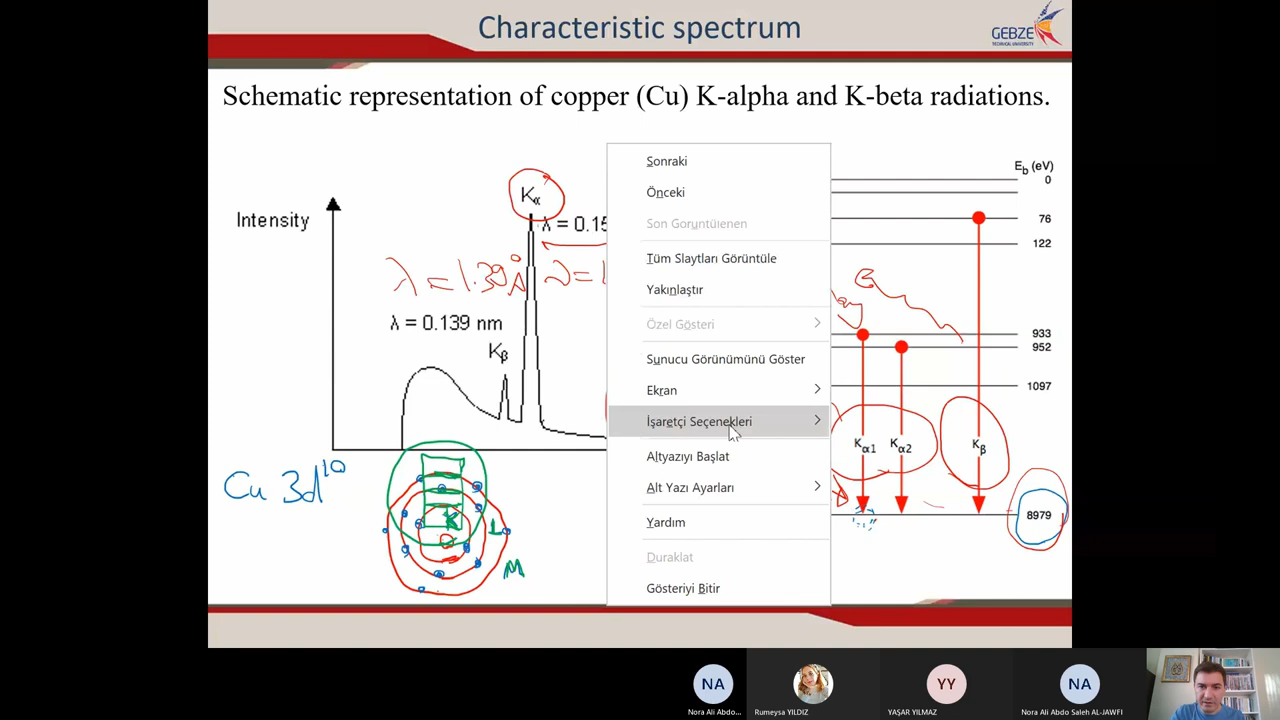 Characteristic spectrum
GEBZE
TECHNICAL UNIVERSITY
Schematic representation of copper (Cu) K-alpha and K-beta radiations.
Intensity
Kα
λ = 0.15
λ = 1.39 Å
λ = 0.139 nm
Kβ
Cu 3d10
K
L
M
Sonraki
Önceki
Son Görüntülenen
Tüm Slaytları Görüntüle
Yakınlaştır
Özel Gösteri
Sunucu Görünümünü Göster
Ekran
İşaretçi Seçenekleri
Altyazıyı Başlat
Alt Yazı Ayarları
Yardım
Duraklat
Gösteriyi Bitir
Eb (eV)
0
76
122
933
952
1097
Kα1
Kα2
Kβ
8979
NA
YY
NA
Nora Ali Abdo...
Rumeysa YILDIZ
YAŞAR YILMAZ
Nora Ali Abdo Saleh AL-JAWFI